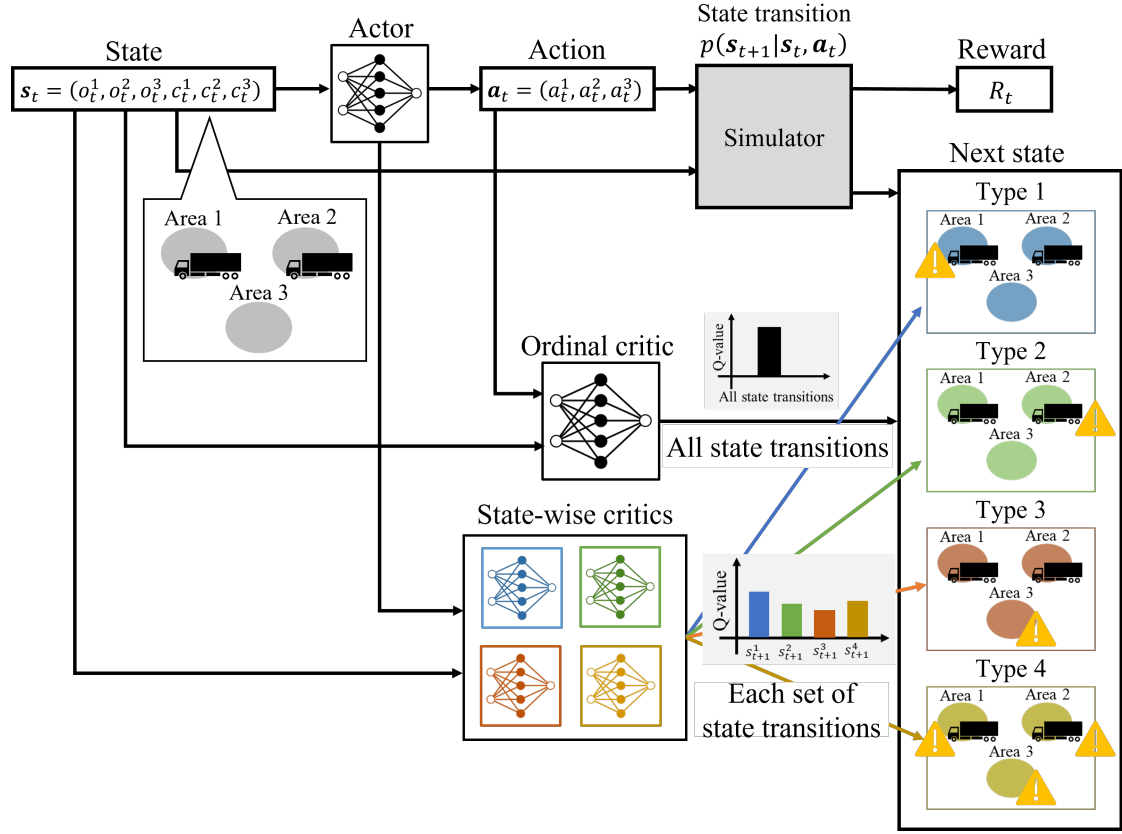 State
Actor
Action
State transition
p(s_{t+1}|s_t, a_t)
Reward
s_t = (o_t^1, o_t^2, o_t^3, c_t^1, c_t^2, c_t^3)
a_t = (a_t^1, a_t^2, a_t^3)
Simulator
R_t
Next state
Area 1
Area 2
Area 3
Type 1
Area 1
Area 2
Area 3
Type 2
Area 1
Area 2
Area 3
Type 3
Area 1
Area 2
Area 3
Type 4
Area 1
Area 2
Area 3
Ordinal critic
Q-value
All state transitions
All state transitions
State-wise critics
Q-value
s_{t+1}^1 s_{t+1}^2 s_{t+1}^3 s_{t+1}^4
Each set of
state transitions